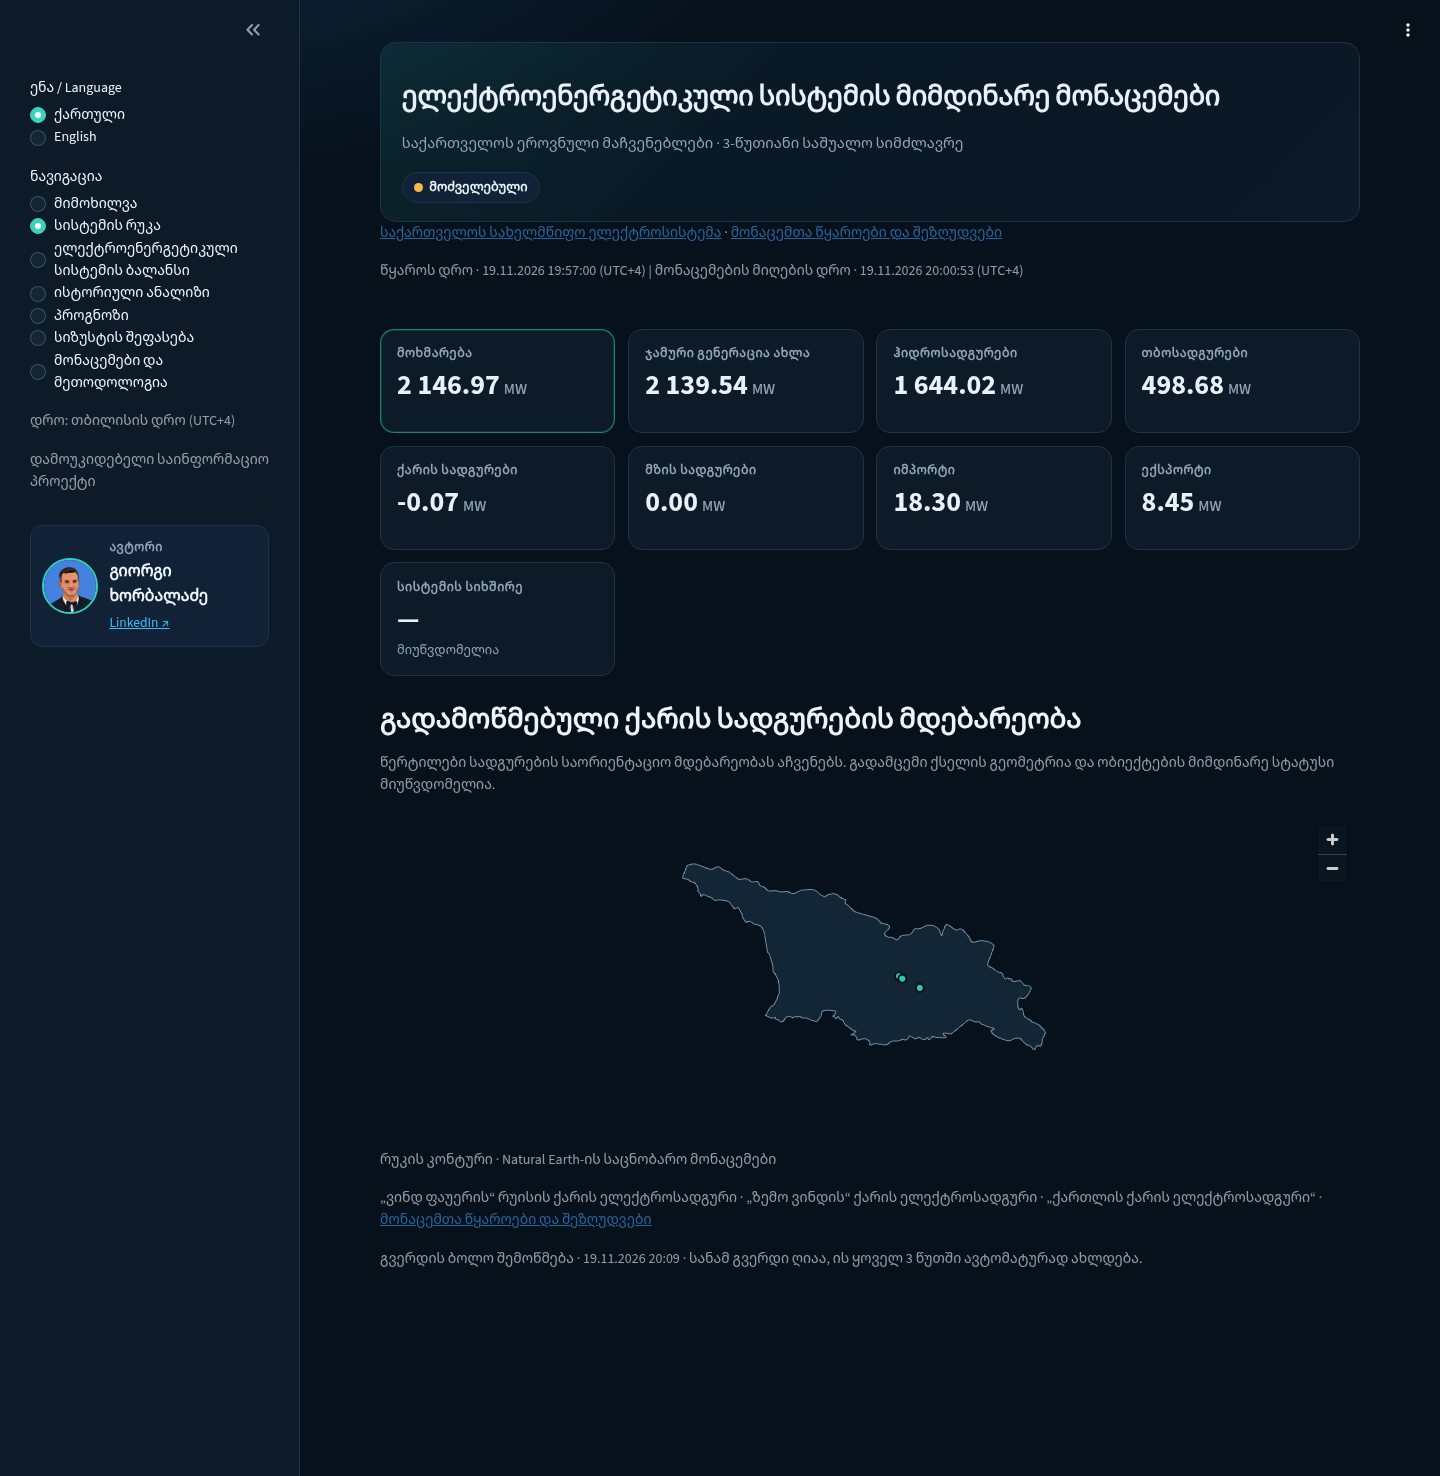 ენა / Language
ქართული
English
ნავიგაცია
მიმოხილვა
სისტემის რუკა
ელექტროენერგეტიკული
სისტემის ბალანსი
ისტორიული ანალიზი
პროგნოზი
სიზუსტის შეფასება
მონაცემები და
მეთოდოლოგია
დრო: თბილისის დრო (UTC+4)
დამოუკიდებელი საინფორმაციო
პროექტი
ავტორი
გიორგი
ხორბალაძე
LinkedIn ↗
ელექტროენერგეტიკული სისტემის მიმდინარე მონაცემები
საქართველოს ეროვნული მაჩვენებლები · 3-წუთიანი საშუალო სიმძლავრე
მოძველებული
საქართველოს სახელმწიფო ელექტროსისტემა · მონაცემთა წყაროები და შეზღუდვები
წყაროს დრო · 19.11.2026 19:57:00 (UTC+4) | მონაცემების მიღების დრო · 19.11.2026 20:00:53 (UTC+4)
მოხმარება
2 146.97 MW
ჯამური გენერაცია ახლა
2 139.54 MW
ჰიდროსადგურები
1 644.02 MW
თბოსადგურები
498.68 MW
ქარის სადგურები
-0.07 MW
მზის სადგურები
0.00 MW
იმპორტი
18.30 MW
ექსპორტი
8.45 MW
სისტემის სიხშირე
—
მიუწვდომელია
გადამოწმებული ქარის სადგურების მდებარეობა
წერტილები სადგურების საორიენტაციო მდებარეობას აჩვენებს. გადამცემი ქსელის გეომეტრია და ობიექტების მიმდინარე სტატუსი
მიუწვდომელია.
რუკის კონტური · Natural Earth-ის საცნობარო მონაცემები
„ვინდ ფაუერის“ რუისის ქარის ელექტროსადგური · „ზემო ვინდის“ ქარის ელექტროსადგური · „ქართლის ქარის ელექტროსადგური“ ·
მონაცემთა წყაროები და შეზღუდვები
გვერდის ბოლო შემოწმება · 19.11.2026 20:09 · სანამ გვერდი ღიაა, ის ყოველ 3 წუთში ავტომატურად ახლდება.